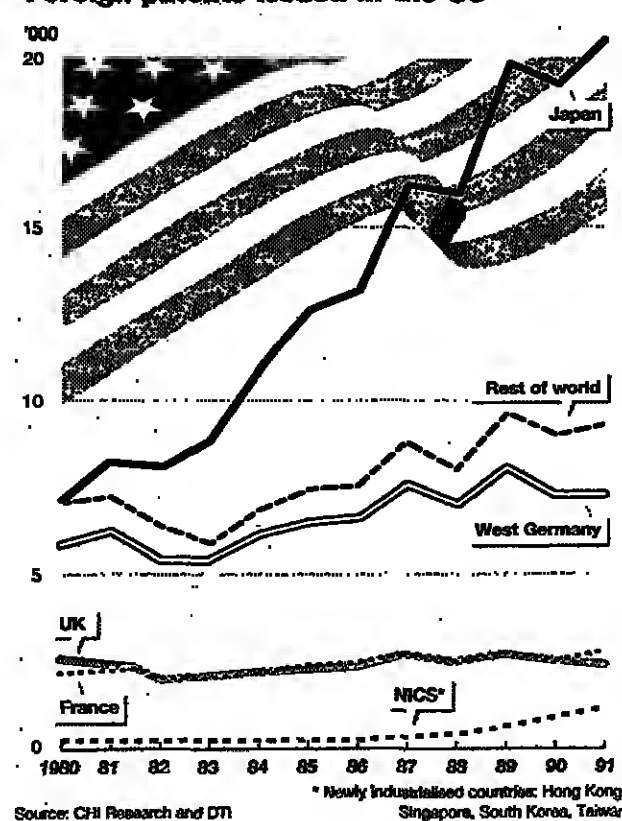 '000
20
Japan
15
Rest of world
10
West Germany
5
UK
France
NICS*
0
1980 81 82 83 84 85 86 87 88 89 90 91
* Newly industrialised countries: Hong Kong
Source: CHI Research and DTI
Singapore, South Korea, Taiwan